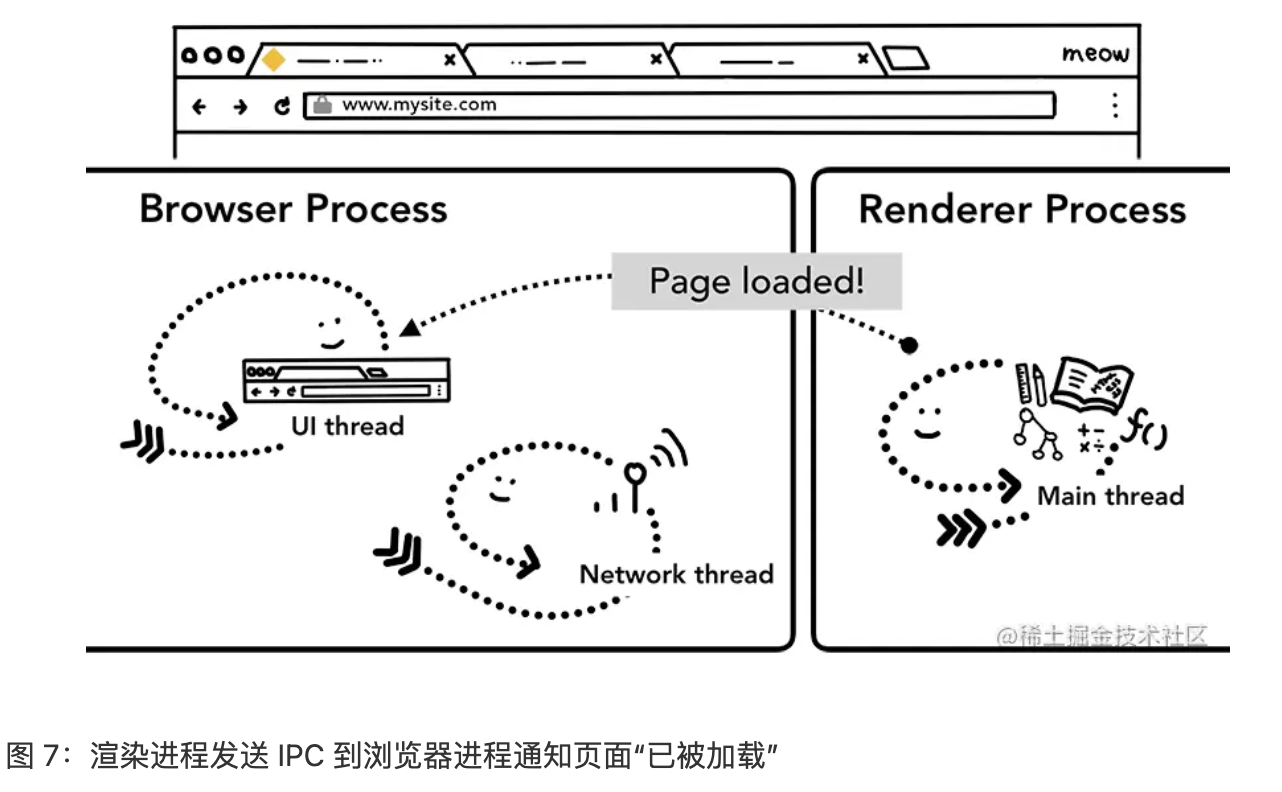 meow
www.mysite.com
Browser Process
Renderer Process
Page loaded!
UI thread
f()
Main thread
Network thread
@稀土掘金技术社区
图 7：渲染进程发送 IPC 到浏览器进程通知页面“已被加载”